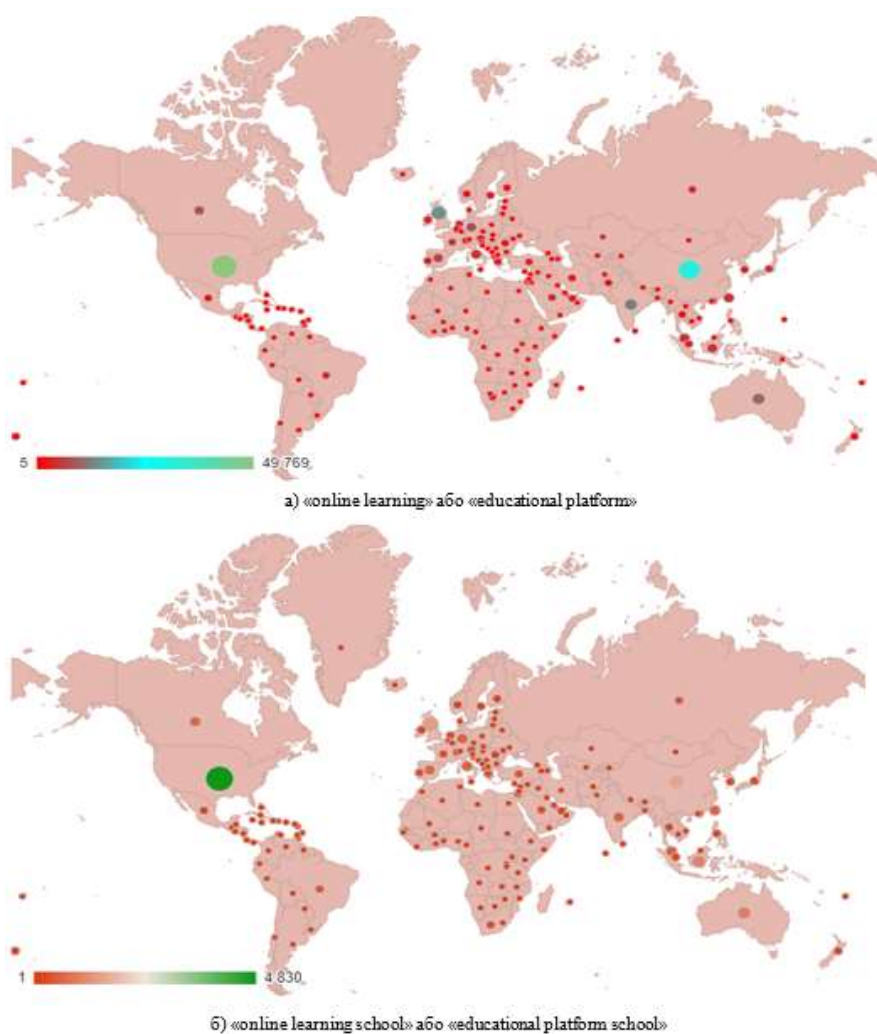 5
49 769
а) «online learning» або «educational platform»
1
4 830
б) «online learning school» або «educational platform school»